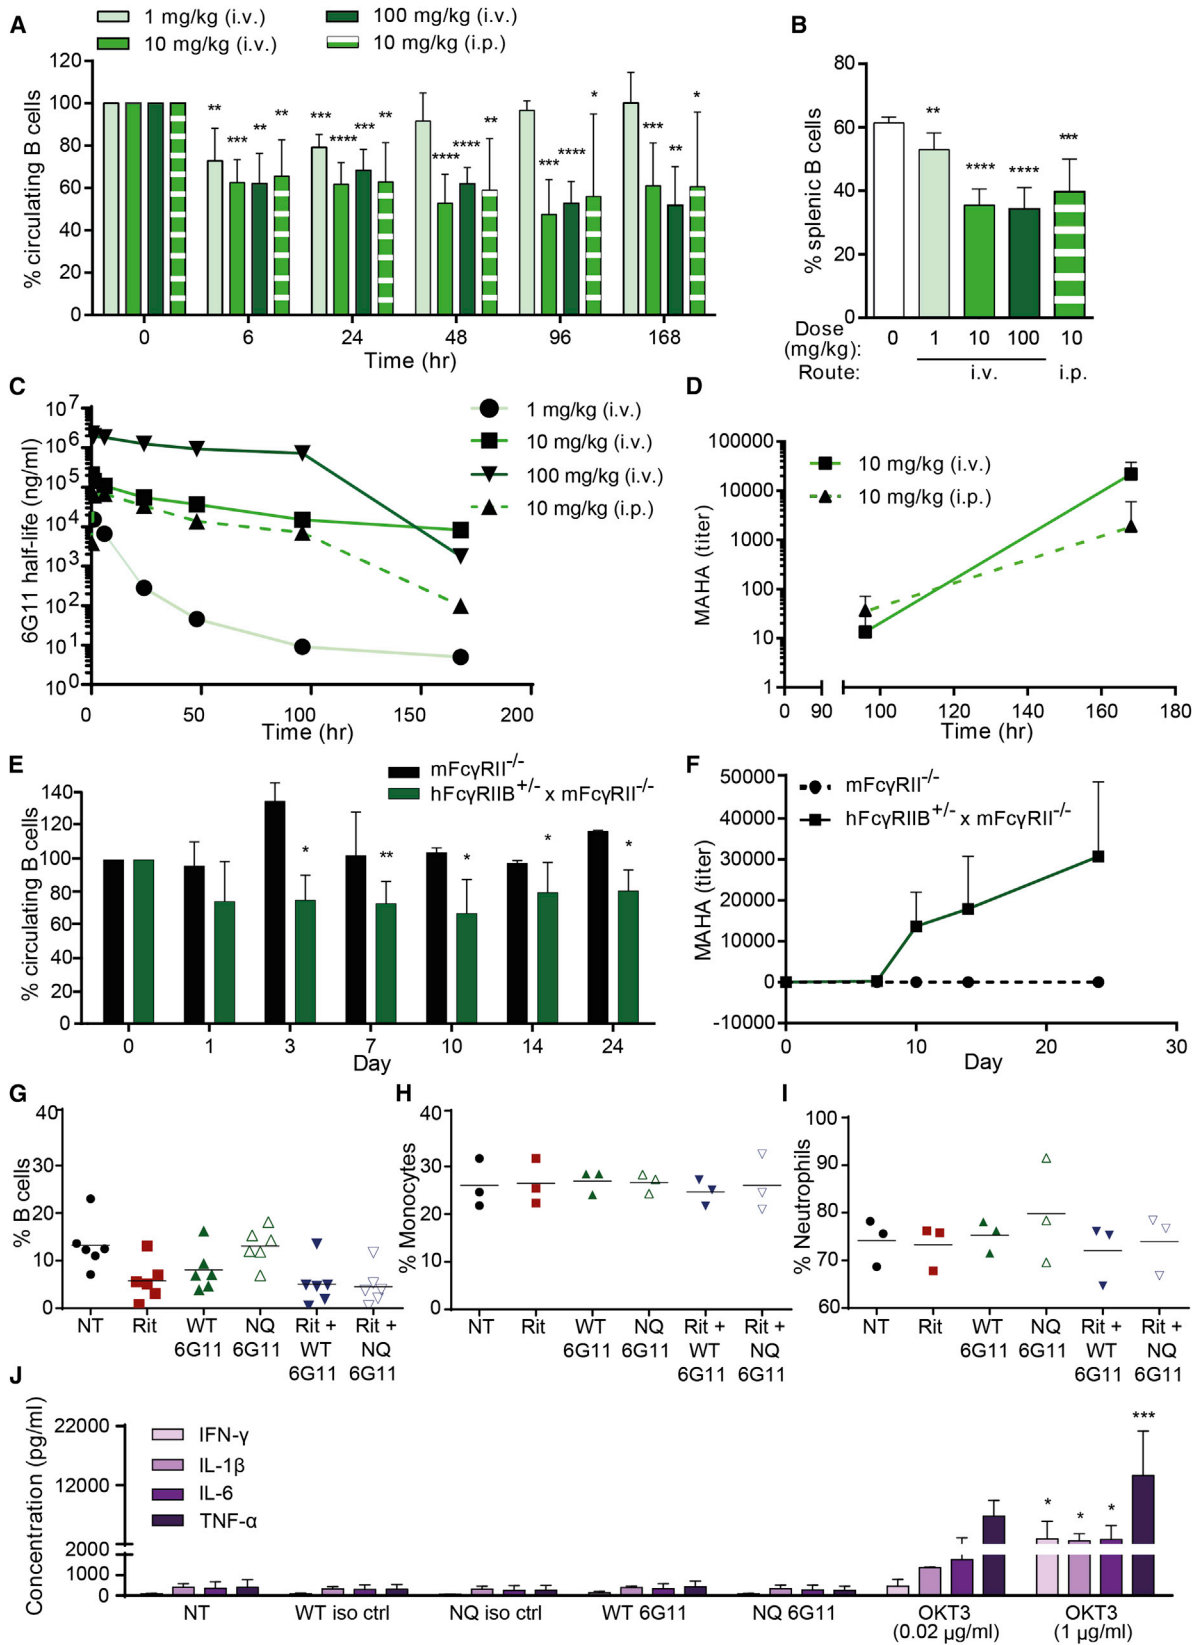 A
1 mg/kg (i.v.)
100 mg/kg (i.v.)
10 mg/kg (i.v.)
10 mg/kg (i.p.)
% circulating B cells
120
100
80
60
40
20
0
** *** ** **
*** **** *** **
**** **** **
*** **** *
*** ** *
0 6 24 48 96 168
Time (hr)
B
% splenic B cells
80
60
40
20
0
** **** **** ***
Dose (mg/kg): 0 1 10 100 10
Route: i.v. i.p.
C
6G11 half-life (ng/ml)
10^7
10^6
10^5
10^4
10^3
10^2
10^1
10^0
0 50 100 150 200
Time (hr)
1 mg/kg (i.v.)
10 mg/kg (i.v.)
100 mg/kg (i.v.)
10 mg/kg (i.p.)
D
MAHA (titer)
100000
10000
1000
100
10
1
10 mg/kg (i.v.)
10 mg/kg (i.p.)
0 90 100 120 140 160 180
Time (hr)
E
mFcγRII-/-
hFcγRIIB+/- x mFcγRII-/-
% circulating B cells
140
120
100
80
60
40
20
0
* ** * * *
0 1 3 7 10 14 24
Day
F
mFcγRII-/-
hFcγRIIB+/- x mFcγRII-/-
MAHA (titer)
50000
40000
30000
20000
10000
0
-10000
0 10 20 30
Day
G
% B cells
40
30
20
10
0
NT Rit WT 6G11 NQ 6G11 Rit + WT 6G11 Rit + NQ 6G11
H
% Monocytes
40
30
20
10
0
NT Rit WT 6G11 NQ 6G11 Rit + WT 6G11 Rit + NQ 6G11
I
% Neutrophils
100
90
80
70
60
NT Rit WT 6G11 NQ 6G11 Rit + WT 6G11 Rit + NQ 6G11
J
Concentration (pg/ml)
22000
12000
2000
1000
0
IFN-γ
IL-1β
IL-6
TNF-α
* * * ***
NT WT iso ctrl NQ iso ctrl WT 6G11 NQ 6G11 OKT3 (0.02 µg/ml) OKT3 (1 µg/ml)